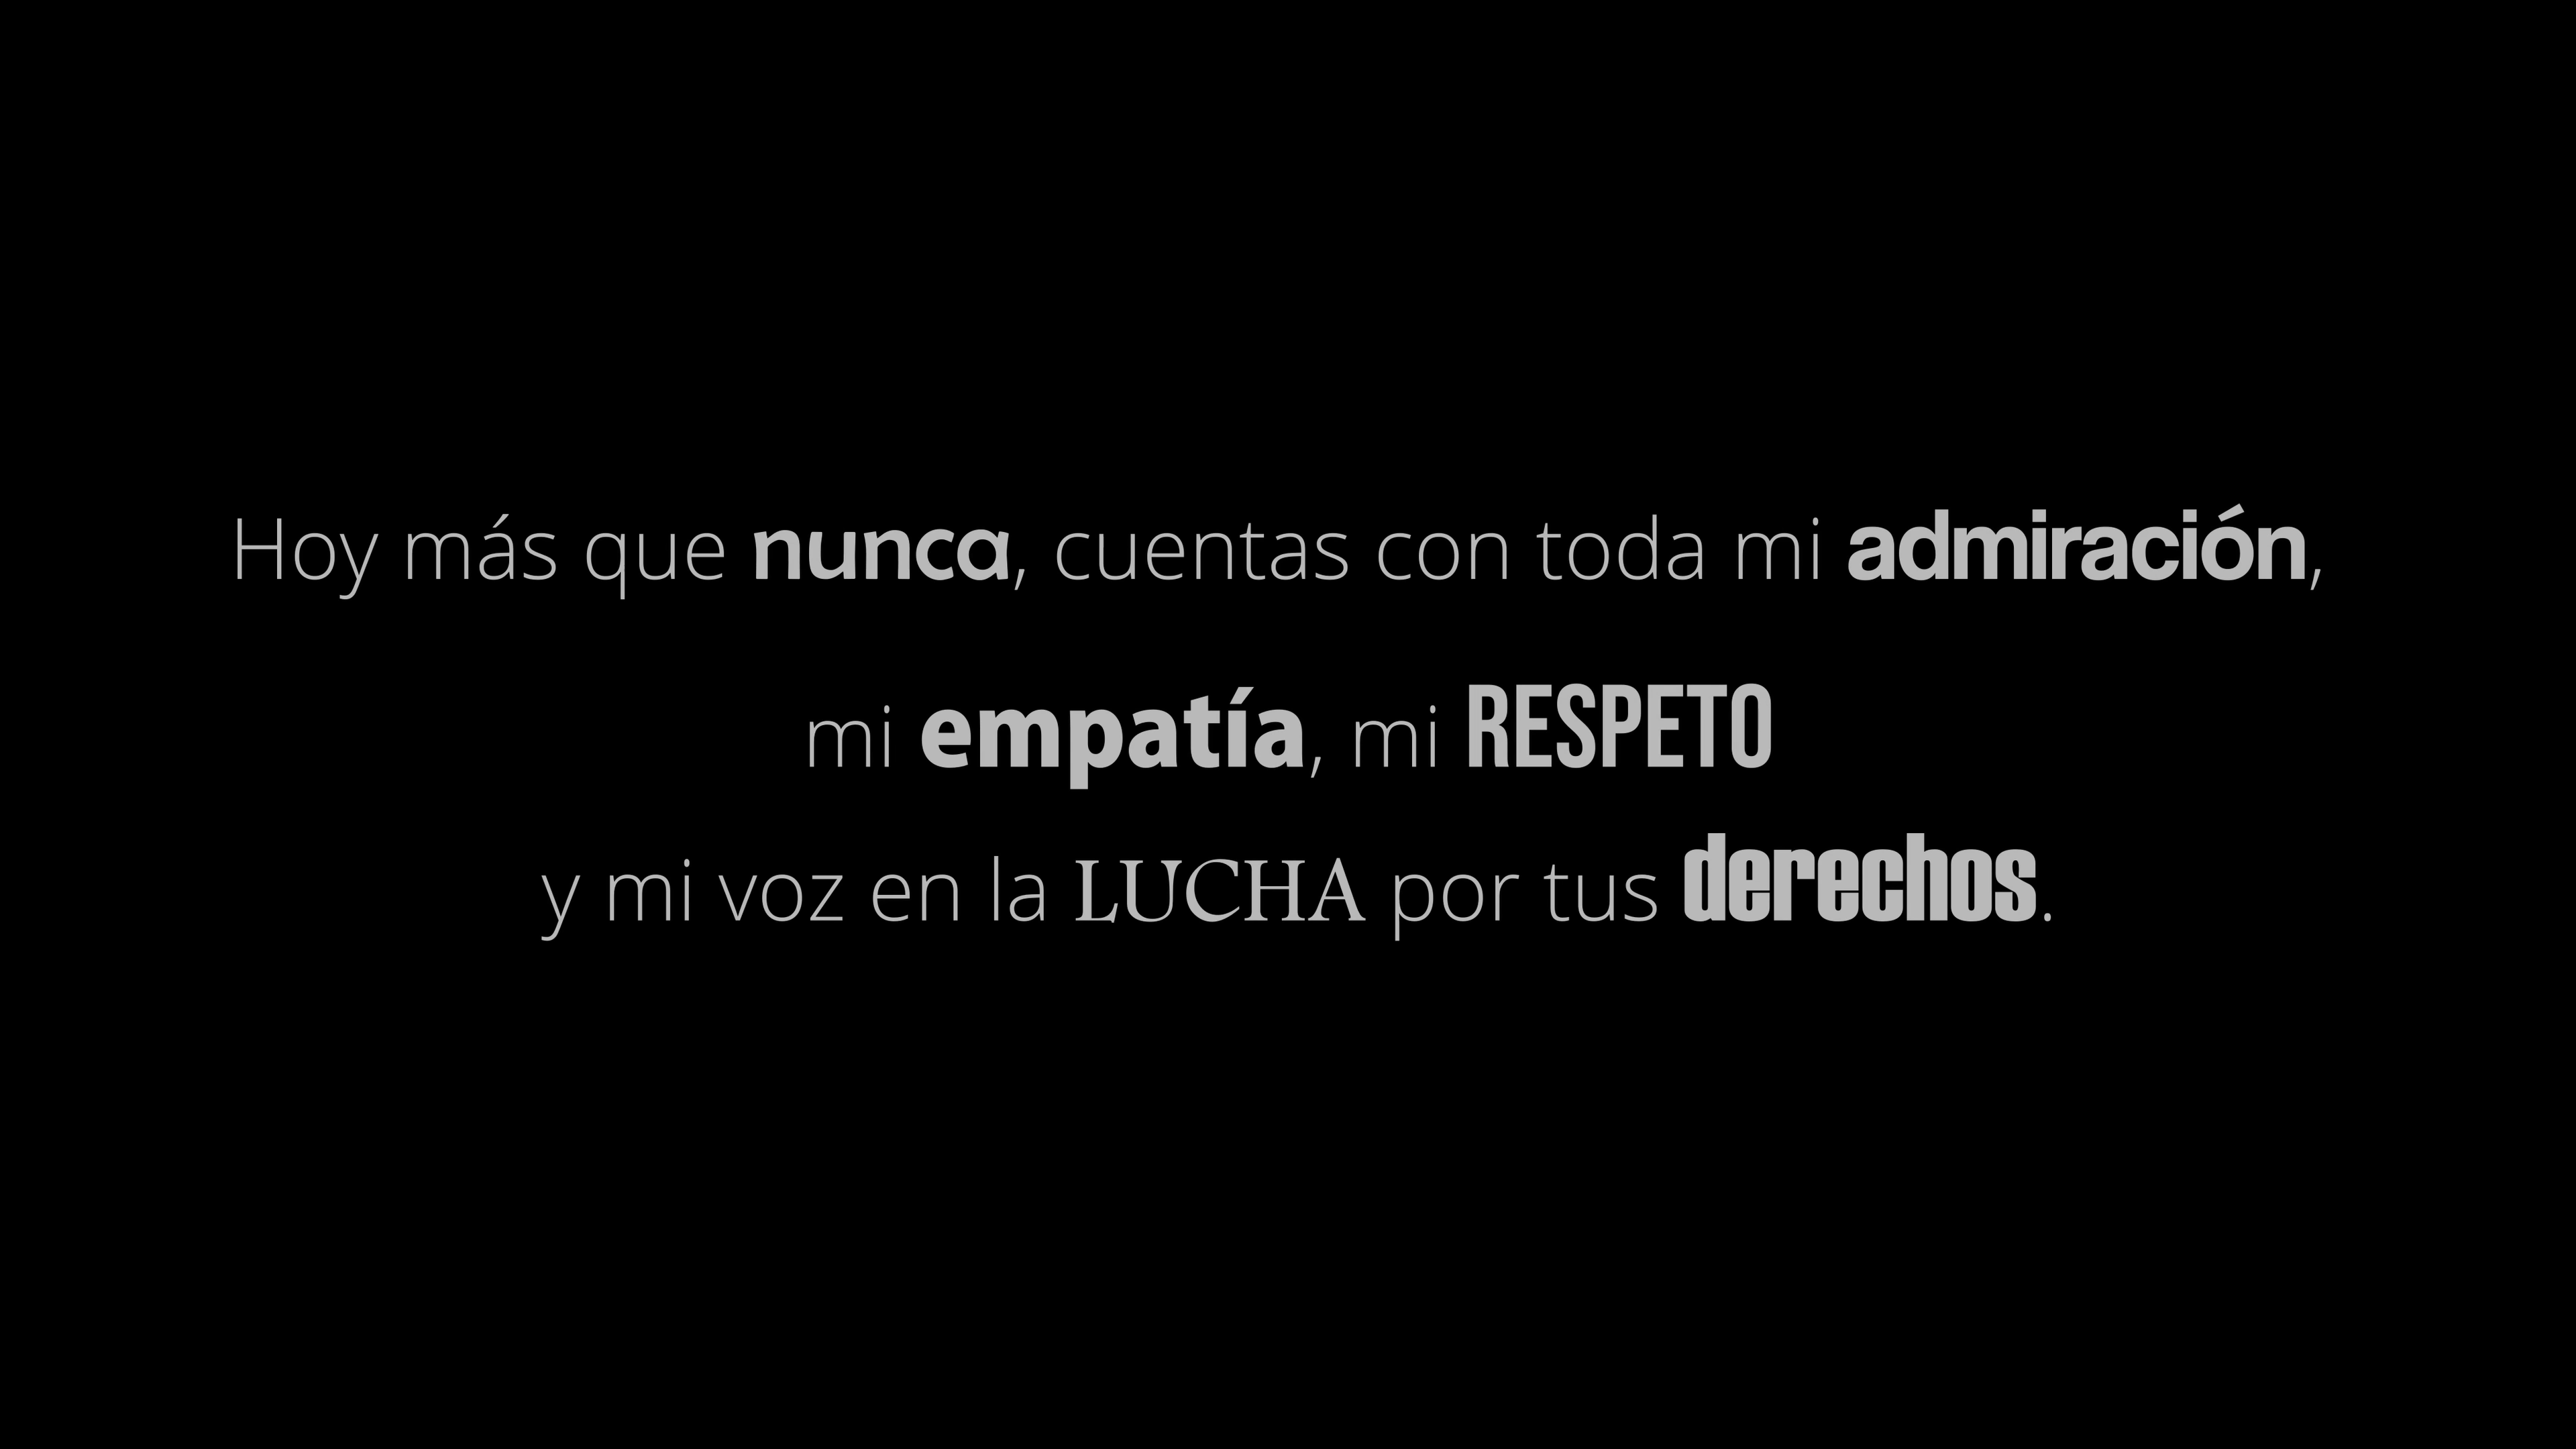 Hoy más que nunca, cuentas con toda mi admiración,
mi empatía, mi RESPETO
y mi voz en la LUCHA por tus derechos.